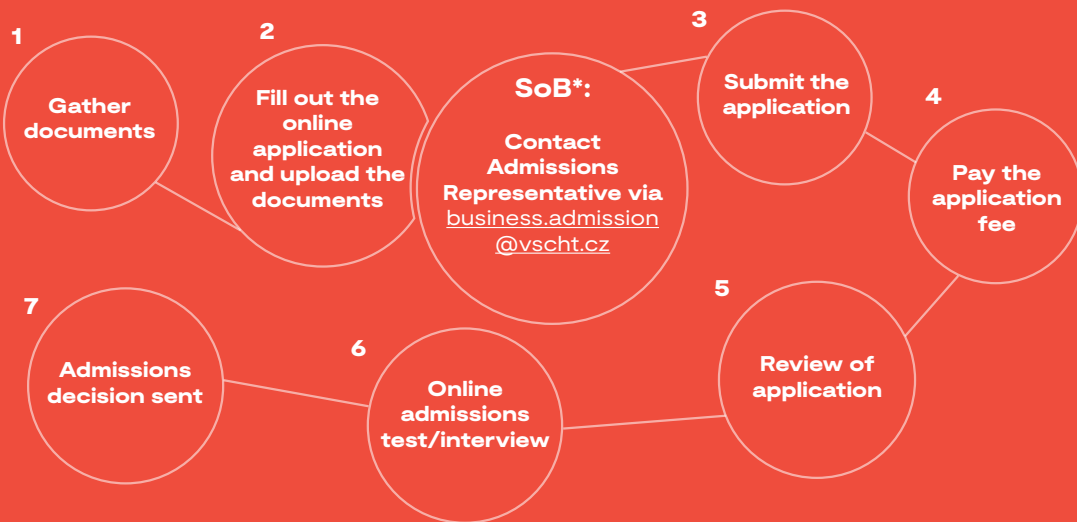 1
Gather
documents
2
Fill out the
online
application
and upload the
documents
SoB*:
Contact
Admissions
Representative via
business.admission
@vscht.cz
3
Submit the
application
4
Pay the
application
fee
5
Review of
application
6
Online
admissions
test/interview
7
Admissions
decision sent